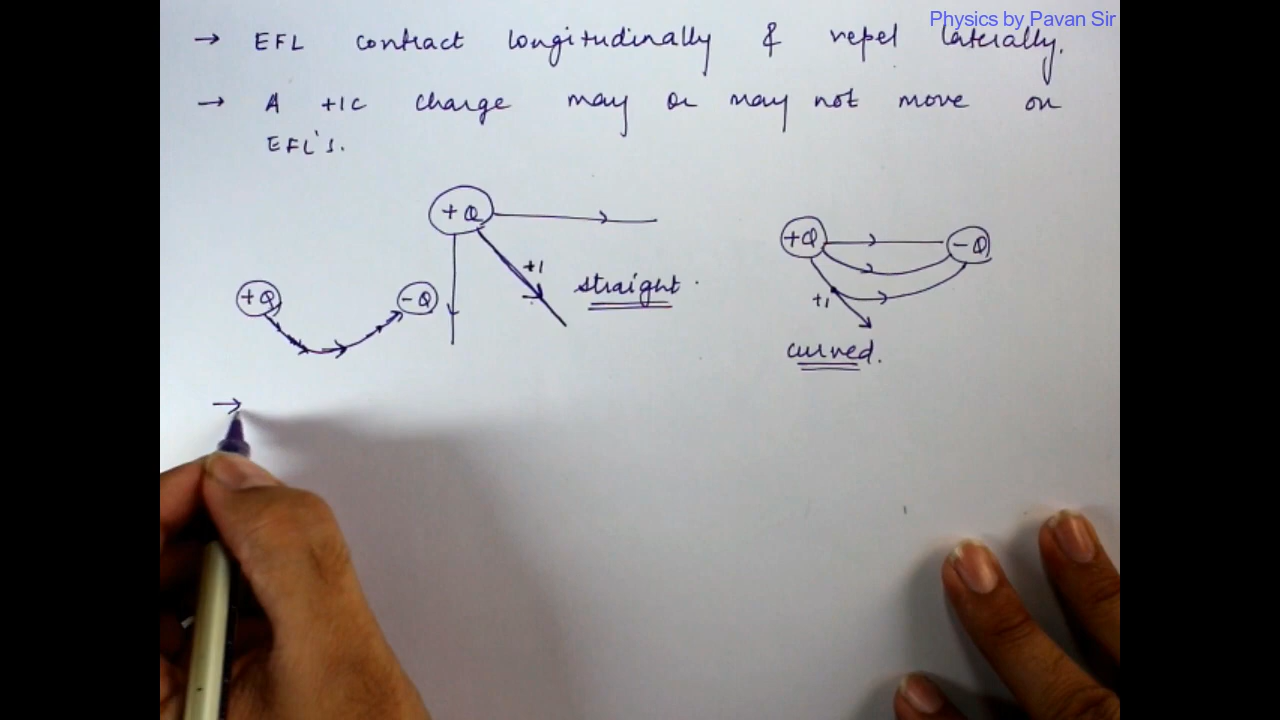 Physics by Pavan Sir
→ EFL contract longitudinally & repel laterally.
→ A +1C charge may or may not move on
EFL's.
+Q
+1
straight.
+Q -Q
+Q -Q
+1
curved.
→